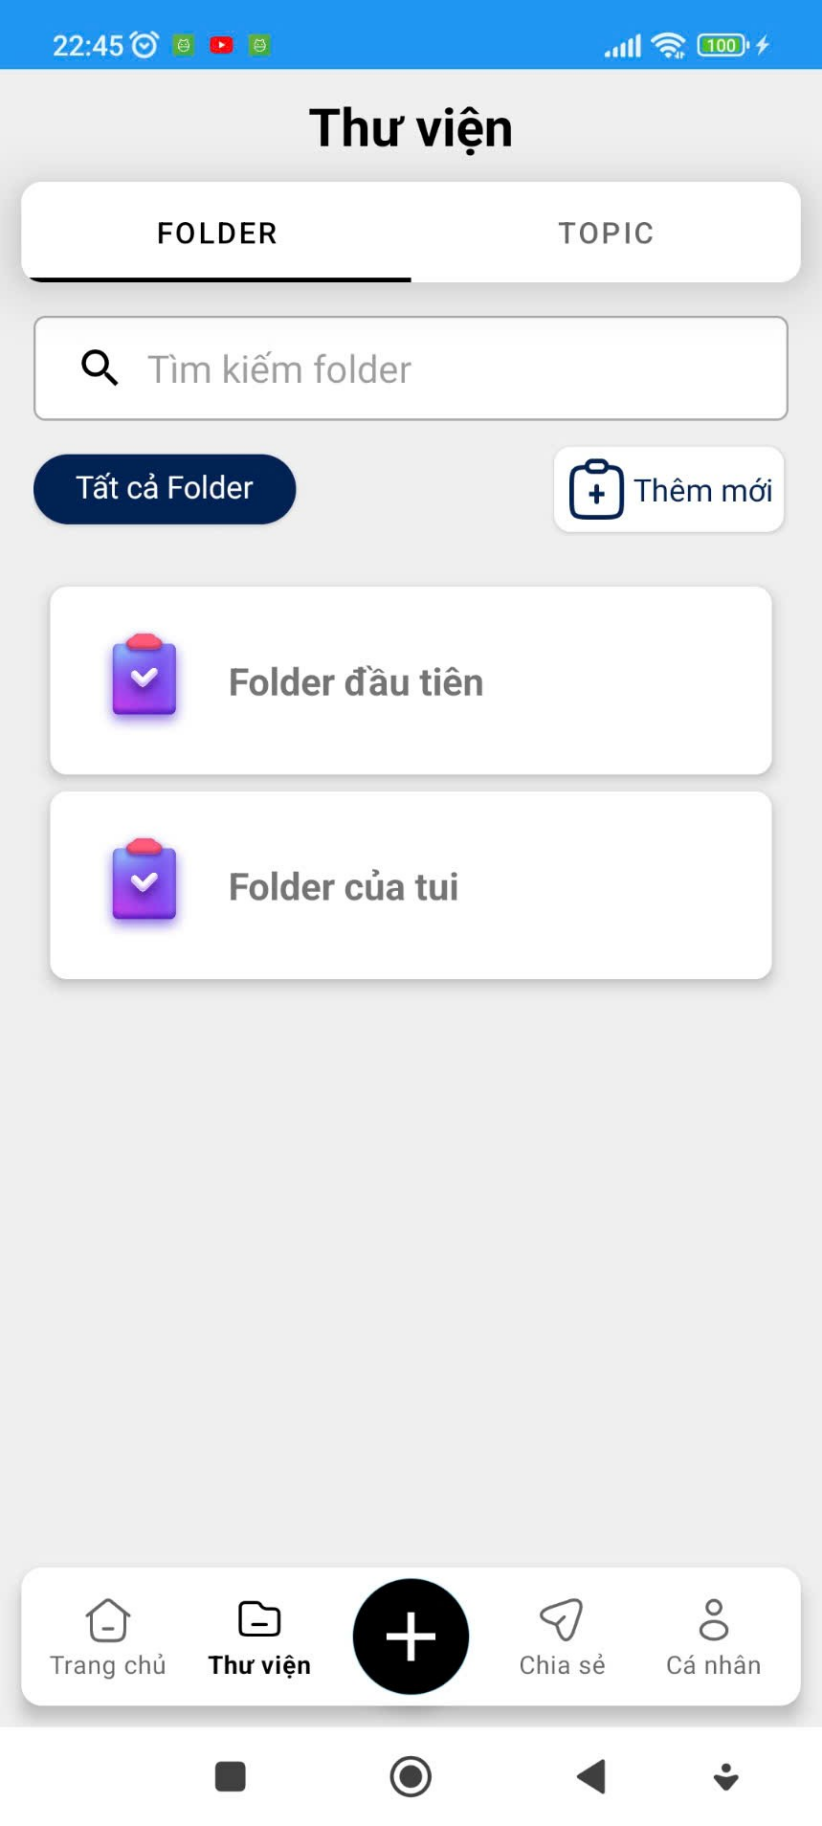 22:45
100
Thư viện
FOLDER
TOPIC
Tìm kiếm folder
Tất cả Folder
Thêm mới
Folder đầu tiên
Folder của tui
Trang chủ
Thư viện
Chia sẻ
Cá nhân